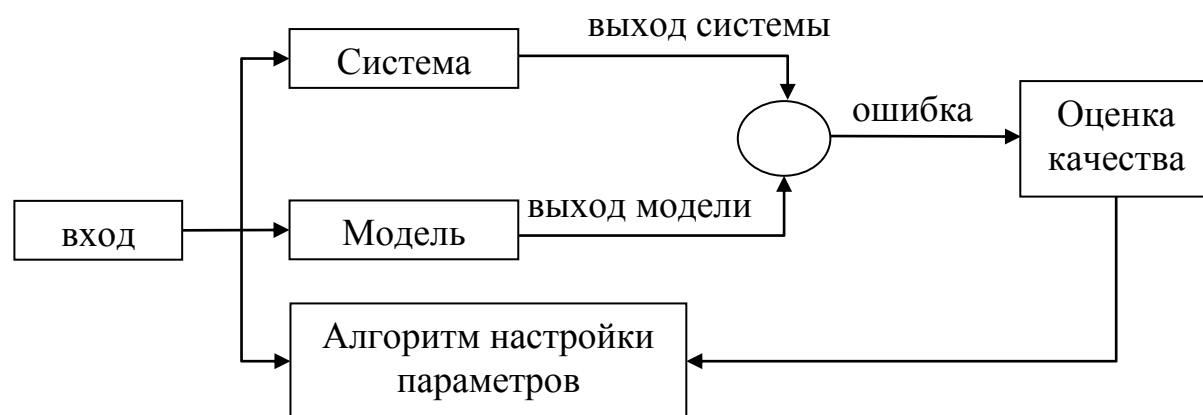 выход системы
Система
ошибка
Оценка
качества
выход модели
вход
Модель
Алгоритм настройки
параметров